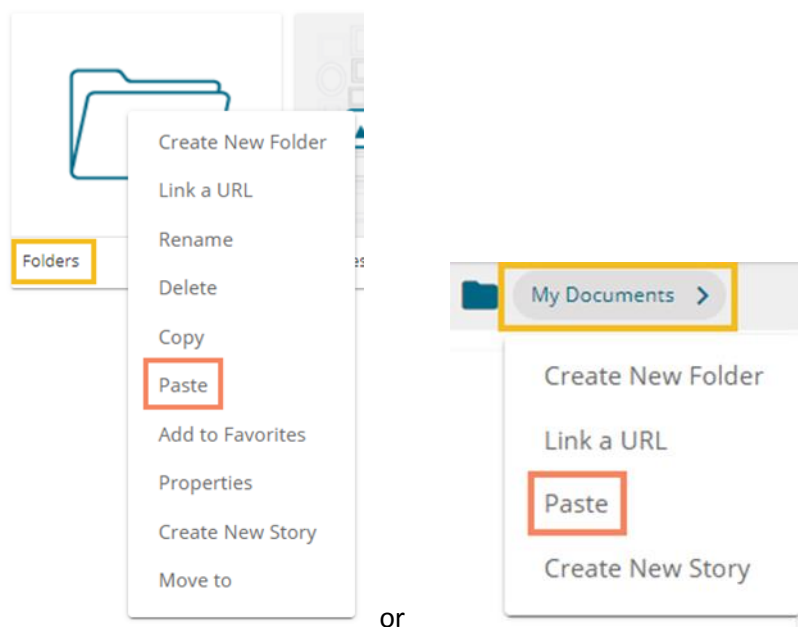 Create New Folder
Link a URL
Rename
Folders
Delete
Copy
Paste
Add to Favorites
Properties
Create New Story
Move to
or
My Documents
Create New Folder
Link a URL
Paste
Create New Story